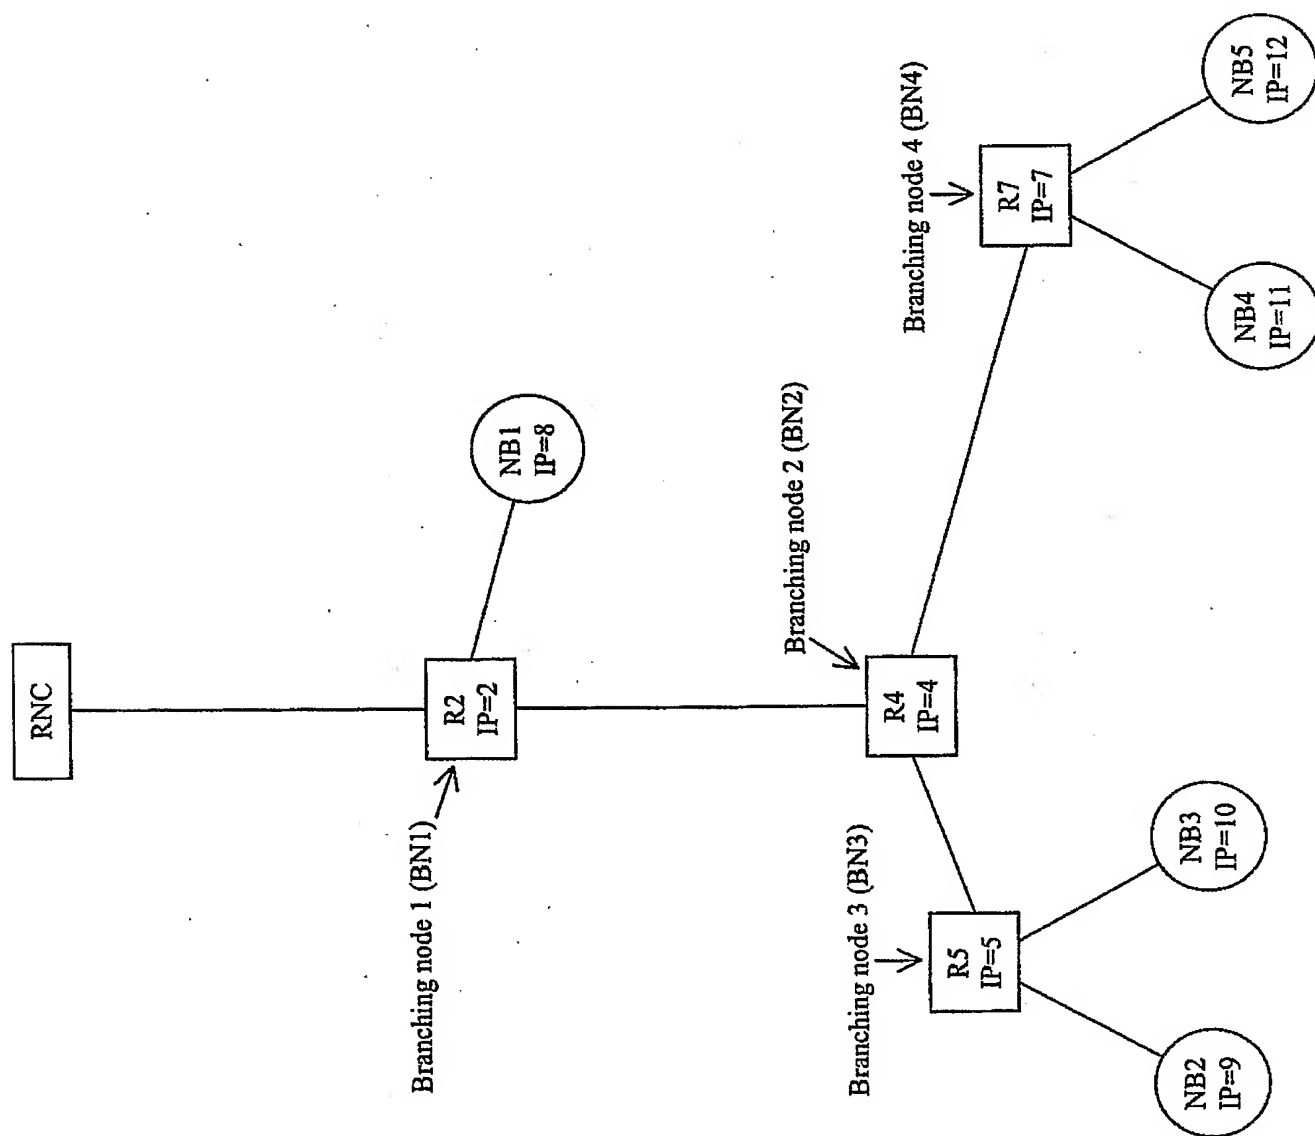 RNC
Branching node 1 (BN1)
R2
IP=2
NB1
IP=8
Branching node 2 (BN2)
R4
IP=4
Branching node 3 (BN3)
R5
IP=5
Branching node 4 (BN4)
R7
IP=7
NB2
IP=9
NB3
IP=10
NB4
IP=11
NB5
IP=12